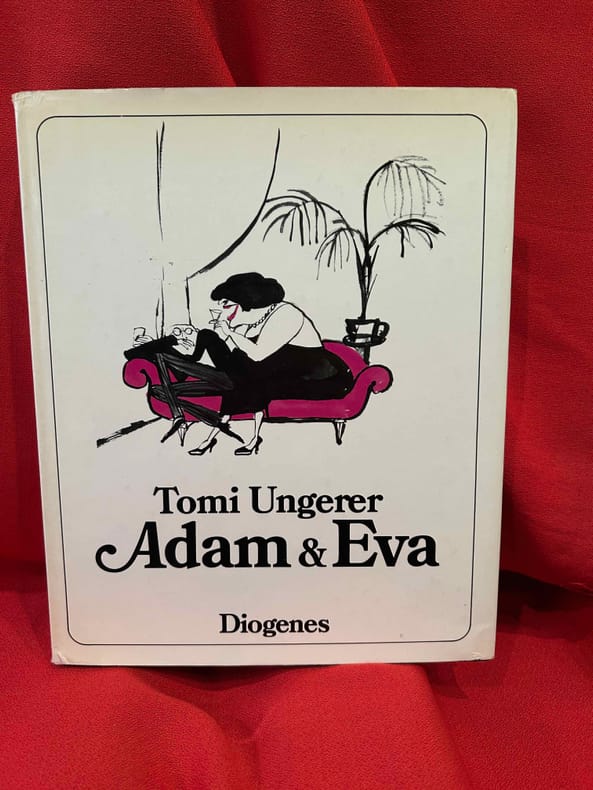 Tomi Ungerer
Adam & Eva
Diogenes